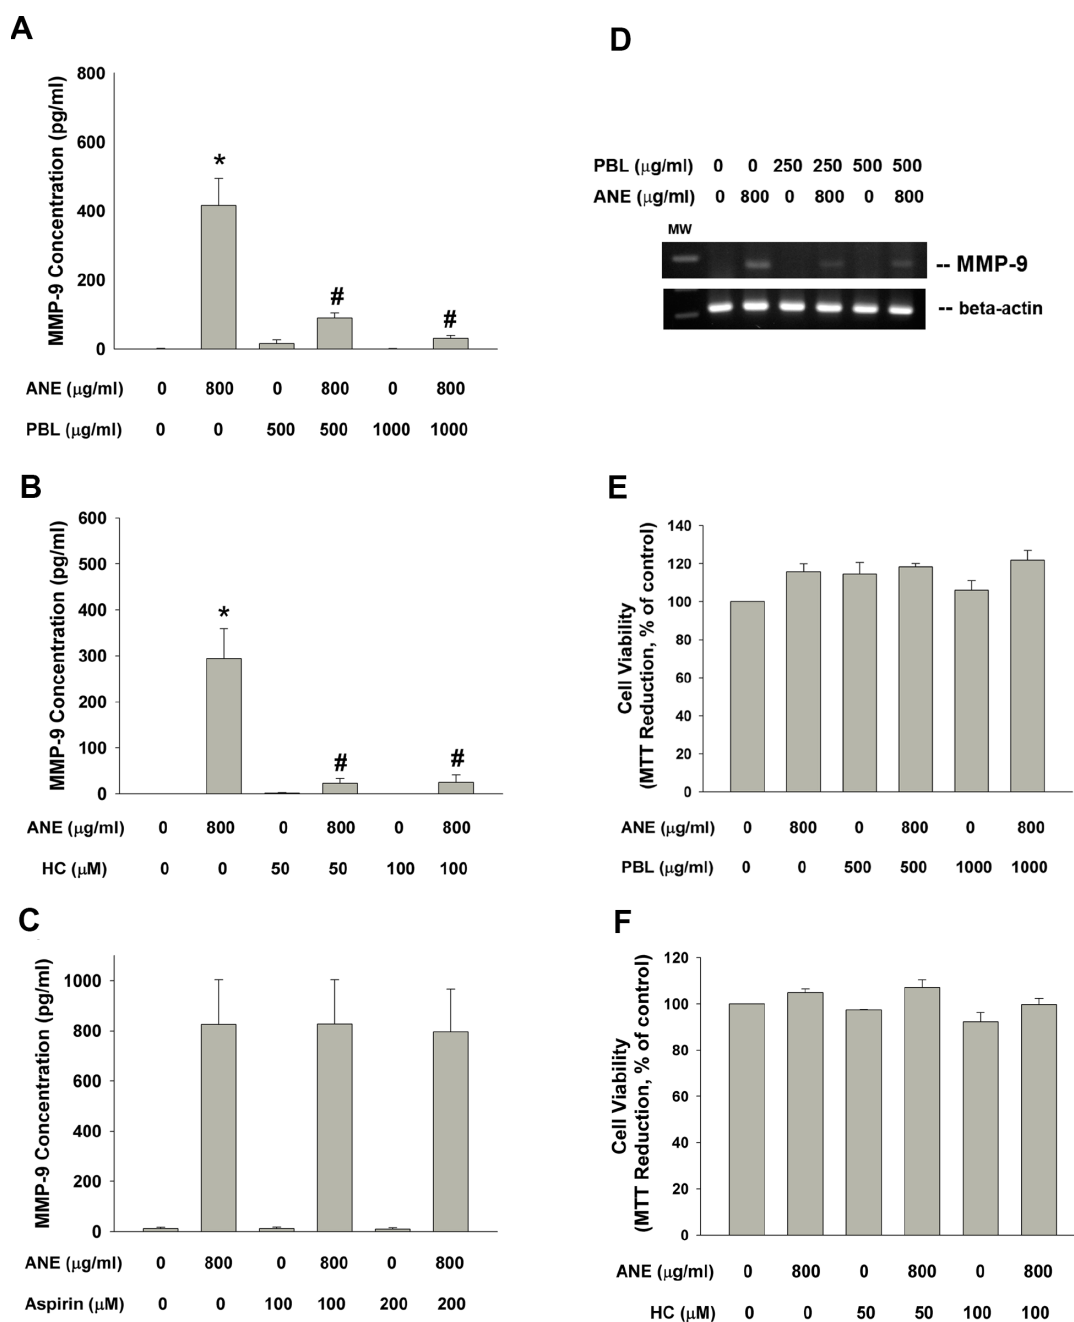 A
MMP-9 Concentration (pg/ml)
800
600
400
200
0
*
#
#
ANE (μg/ml) 0 800 0 800 0 800
PBL (μg/ml) 0 0 500 500 1000 1000
B
MMP-9 Concentration (pg/ml)
600
500
400
300
200
100
0
*
#
#
ANE (μg/ml) 0 800 0 800 0 800
HC (μM) 0 0 50 50 100 100
C
MMP-9 Concentration (pg/ml)
1000
800
600
400
200
0
ANE (μg/ml) 0 800 0 800 0 800
Aspirin (μM) 0 0 100 100 200 200
D
PBL (μg/ml) 0 0 250 250 500 500
ANE (μg/ml) 0 800 0 800 0 800
MW
-- MMP-9
-- beta-actin
E
Cell Viability
(MTT Reduction, % of control)
140
120
100
80
60
40
20
0
ANE (μg/ml) 0 800 0 800 0 800
PBL (μg/ml) 0 0 500 500 1000 1000
F
Cell Viability
(MTT Reduction, % of control)
120
100
80
60
40
20
0
ANE (μg/ml) 0 800 0 800 0 800
HC (μM) 0 0 50 50 100 100